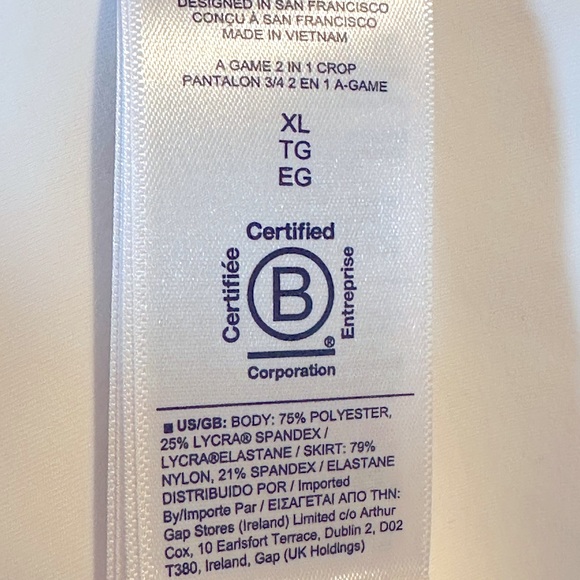 DESIGNED IN SAN FRANCISCO
CONÇU À SAN FRANCISCO
MADE IN VIETNAM
A GAME 2 IN 1 CROP
PANTALON 3/4 2 EN 1 A-GAME
XL
TG
EG
Certified
Certifiée
B
Entreprise
®
Corporation
■ US/GB: BODY: 75% POLYESTER,
25% LYCRA® SPANDEX /
LYCRA®ELASTANE / SKIRT: 79%
NYLON, 21% SPANDEX / ELASTANE
DISTRIBUIDO POR / Imported
By/Importe Par / ΕΙΣΑΓΕΤΑΙ ΑΠΟ ΤΗΝ:
Gap Stores (Ireland) Limited c/o Arthur
Cox, 10 Earlsfort Terrace, Dublin 2, D02
T380, Ireland, Gap (UK Holdings)